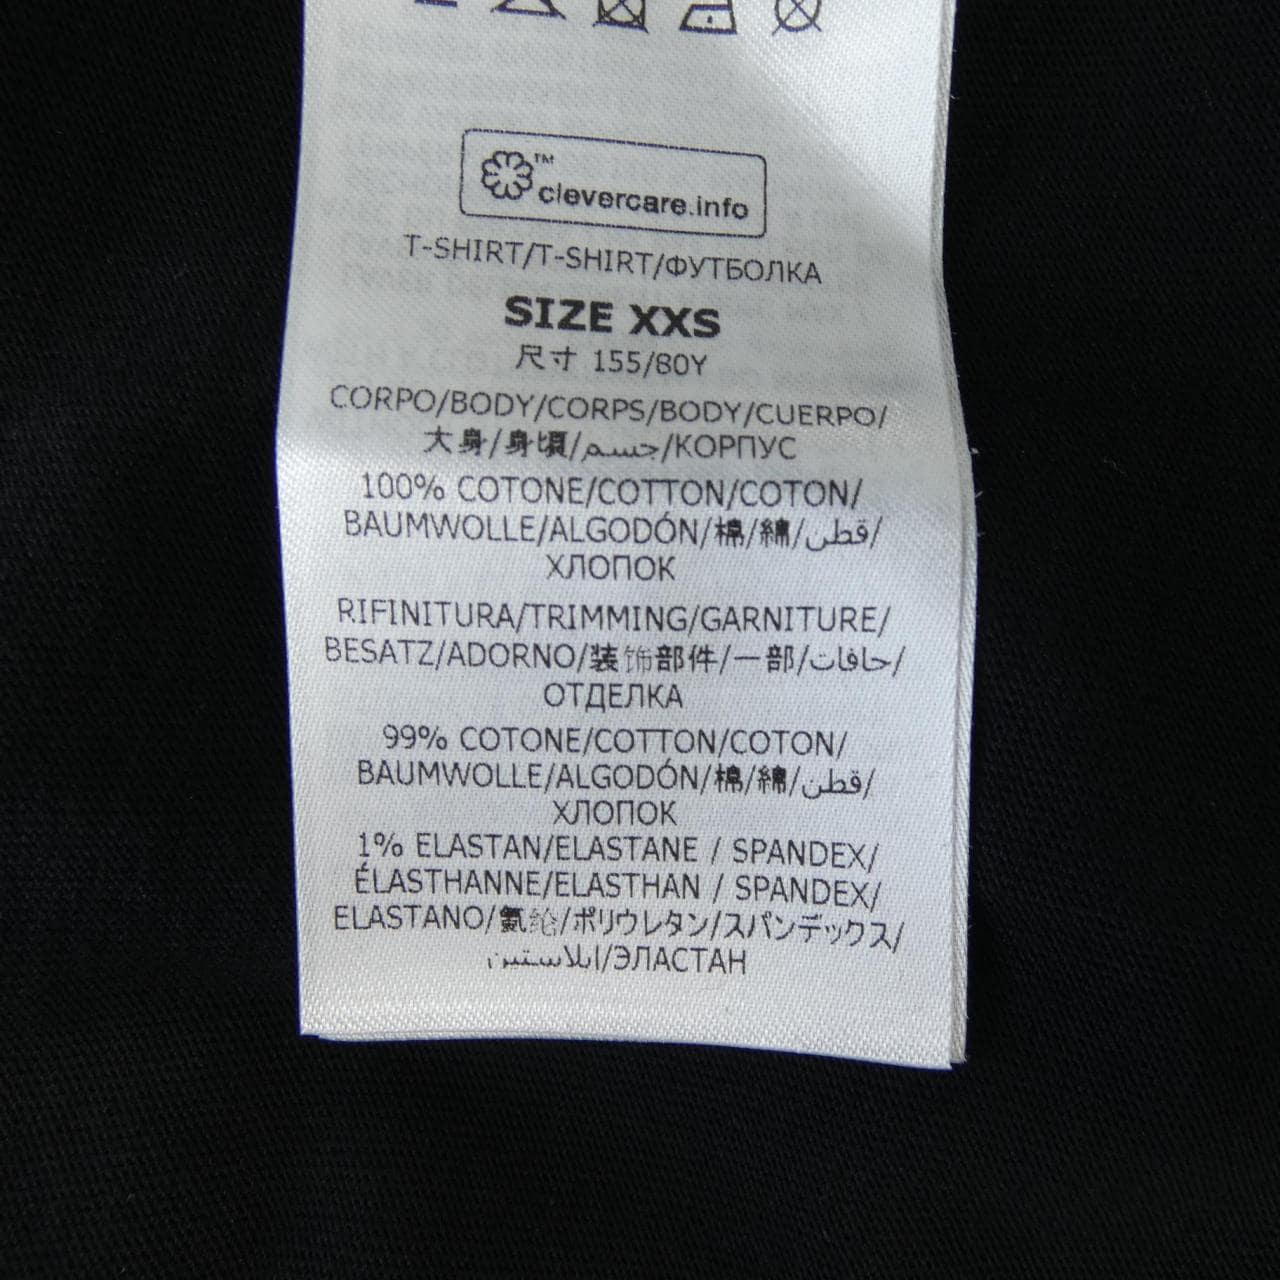 ™
clevercare.info
T-SHIRT/T-SHIRT/ФУТБОЛКА
SIZE XXS
尺寸 155/80Y
CORPO/BODY/CORPS/BODY/CUERPO/
大身/身頃/جسم/КОРПУС
100% COTONE/COTTON/COTON/
BAUMWOLLE/ALGODÓN/棉/綿/قطن/
ХЛОПОК
RIFINITURA/TRIMMING/GARNITURE/
BESATZ/ADORNO/装饰部件/一部/حافات/
ОТДЕЛКА
99% COTONE/COTTON/COTON/
BAUMWOLLE/ALGODÓN/棉/綿/قطن/
ХЛОПОК
1% ELASTAN/ELASTANE / SPANDEX/
ÉLASTHANNE/ELASTHAN / SPANDEX/
ELASTANO/氨纶/ポリウレタン/スパンデックス/
ايلاستين/ЭЛАСТАН